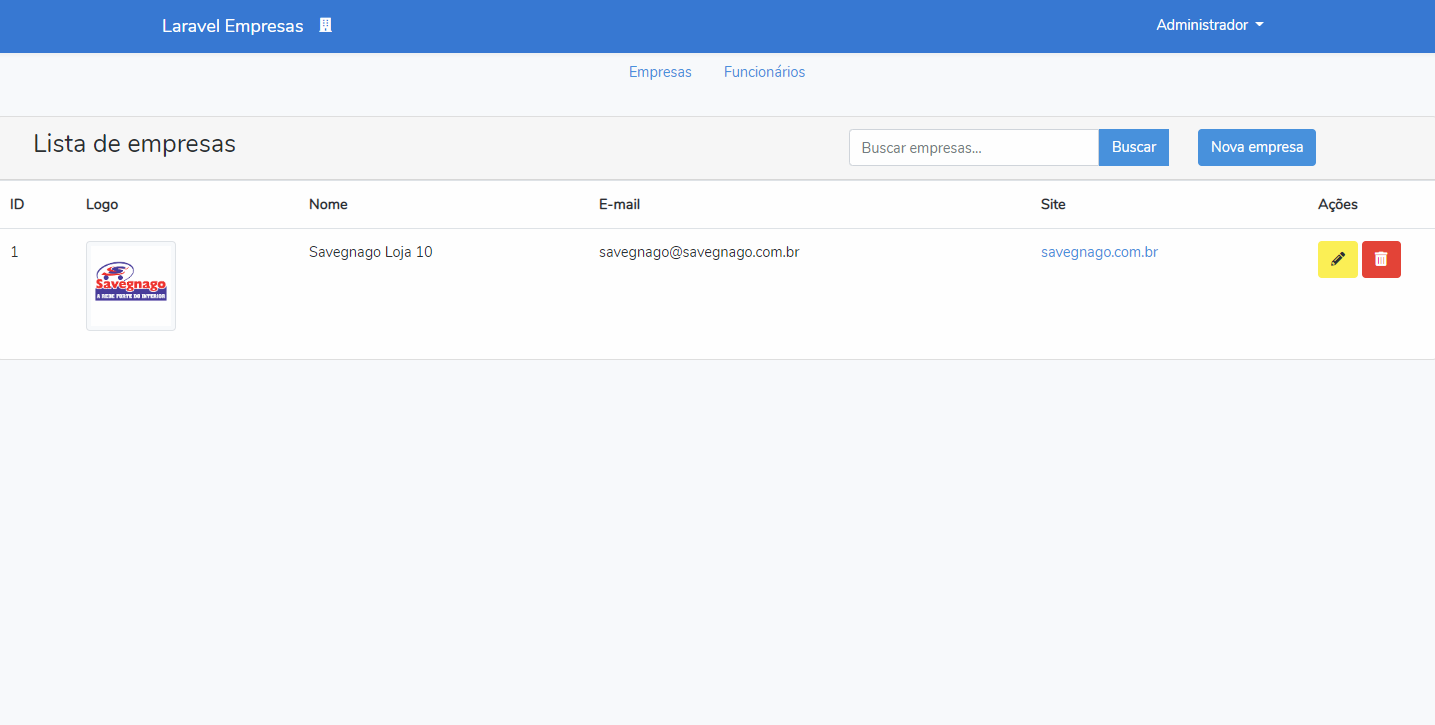 Laravel Empresas
Administrador
Empresas Funcionários
Lista de empresas
Buscar empresas...
Buscar
Nova empresa
ID Logo Nome E-mail Site Ações
1 Savegnago Loja 10 savegnago@savegnago.com.br savegnago.com.br
Savegnago
A REDE FORTE DO INTERIOR